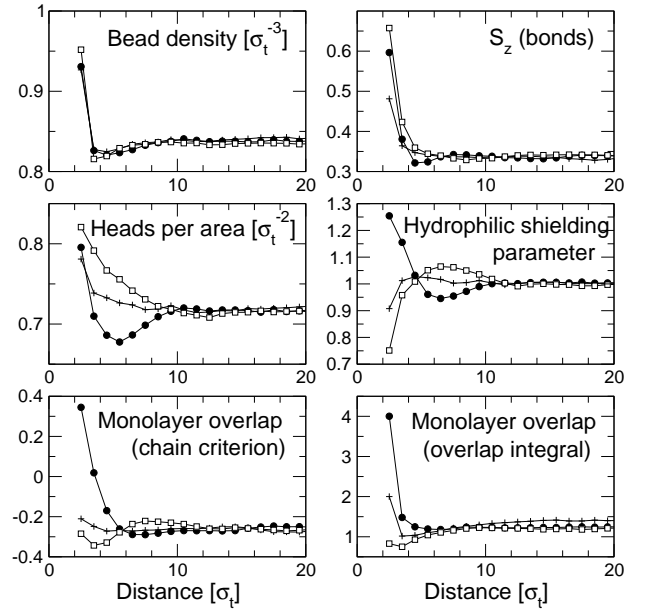 Bead density [σt-3]
1
0.9
0.8
0 10 20
Sz (bonds)
0.6
0.5
0.4
0.3
0 10 20
Heads per area [σt-2]
0.8
0.7
0 10 20
Hydrophilic shielding
parameter
1.3
1.2
1.1
1
0.9
0.8
0.7
0 10 20
Monolayer overlap
(chain criterion)
0.4
0.2
0
-0.2
-0.4
0 10 20
Distance [σt]
Monolayer overlap
(overlap integral)
4
3
2
1
0 10 20
Distance [σt]